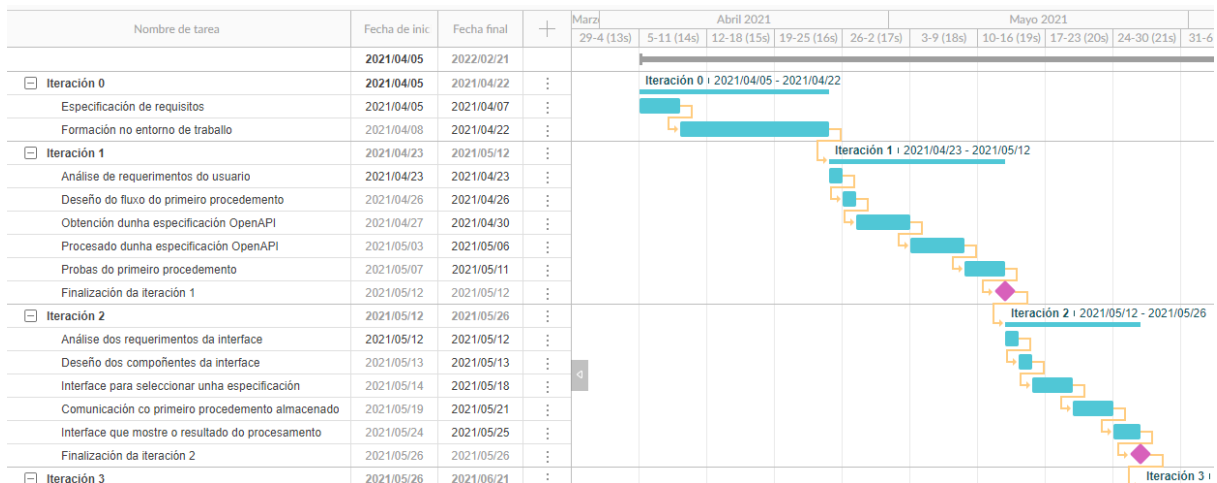 Nombre de tarea Fecha de inic Fecha final Marz Abril 2021 Mayo 2021
29-4 (13s) 5-11 (14s) 12-18 (15s) 19-25 (16s) 26-2 (17s) 3-9 (18s) 10-16 (19s) 17-23 (20s) 24-30 (21s) 31-6
2021/04/05 2022/02/21
Iteración 0 2021/04/05 2021/04/22 Iteración 0 2021/04/05 - 2021/04/22
Especificación de requisitos 2021/04/05 2021/04/07
Formación no entorno de traballo 2021/04/08 2021/04/22
Iteración 1 2021/04/23 2021/05/12 Iteración 1 2021/04/23 - 2021/05/12
Análise de requerimentos do usuario 2021/04/23 2021/04/23
Deseño do fluxo do primeiro procedemento 2021/04/26 2021/04/26
Obtención dunha especificación OpenAPI 2021/04/27 2021/04/30
Procesado dunha especificación OpenAPI 2021/05/03 2021/05/06
Probas do primeiro procedemento 2021/05/07 2021/05/11
Finalización da iteración 1 2021/05/12 2021/05/12
Iteración 2 2021/05/12 2021/05/26 Iteración 2 2021/05/12 - 2021/05/26
Análise dos requerimentos da interface 2021/05/12 2021/05/12
Deseño dos compoñentes da interface 2021/05/13 2021/05/13
Interface para seleccionar unha especificación 2021/05/14 2021/05/18
Comunicación co primeiro procedemento almacenado 2021/05/19 2021/05/21
Interface que mostre o resultado do procesamento 2021/05/24 2021/05/25
Finalización da iteración 2 2021/05/26 2021/05/26
Iteración 3 2021/05/26 2021/06/21 Iteración 3